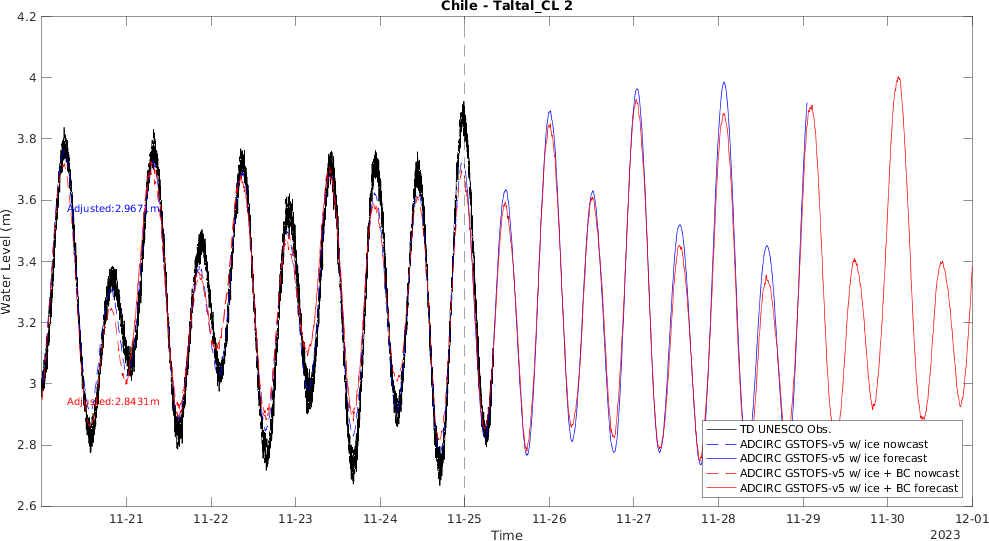 Chile - Taltal_CL 2
4.2
4
3.8
3.6
3.4
3.2
3
2.8
2.6
Water Level (m)
Adjusted:2.9671m
Adjusted:2.8431m
TD UNESCO Obs.
ADCIRC GSTOFS-v5 w/ ice nowcast
ADCIRC GSTOFS-v5 w/ ice forecast
ADCIRC GSTOFS-v5 w/ ice + BC nowcast
ADCIRC GSTOFS-v5 w/ ice + BC forecast
11-21 11-22 11-23 11-24 11-25 11-26 11-27 11-28 11-29 11-30 12-01
Time
2023